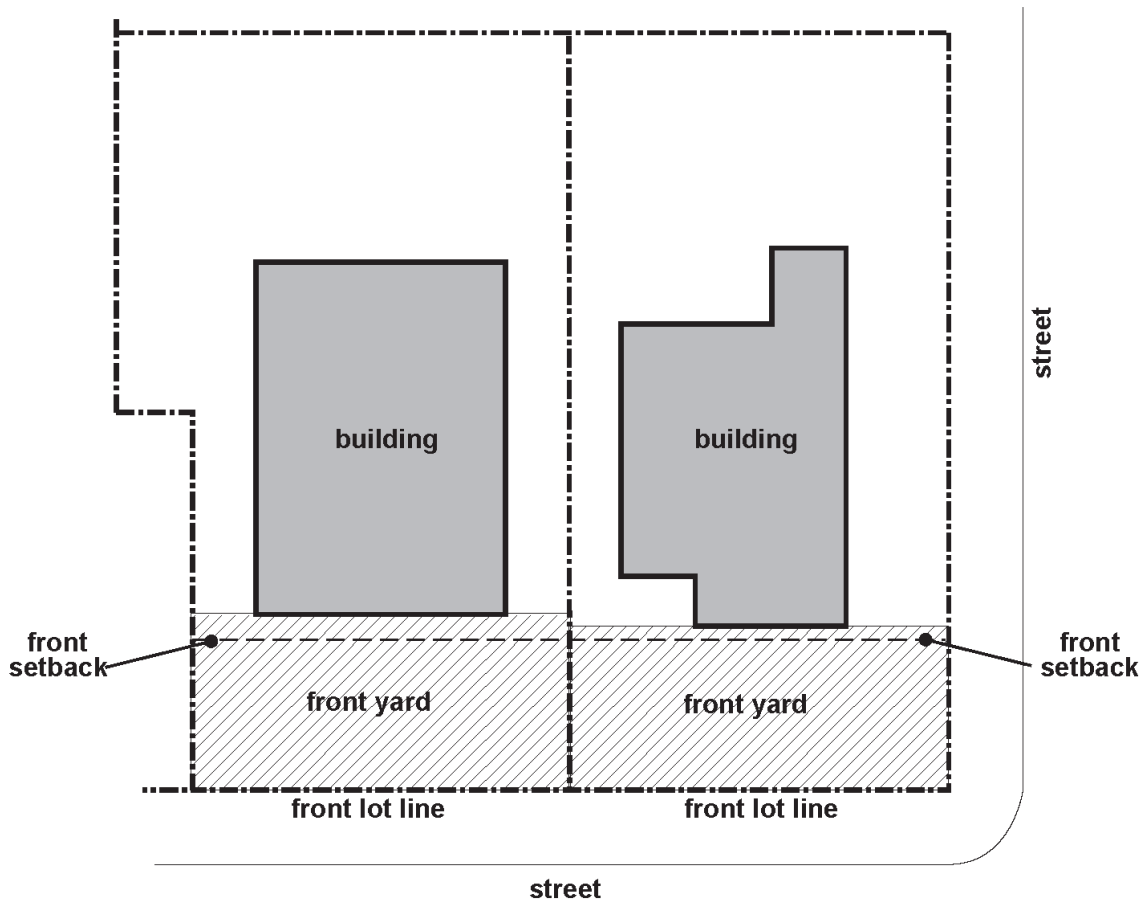 street
building
building
front
setback
front
setback
front yard
front yard
front lot line
front lot line
street